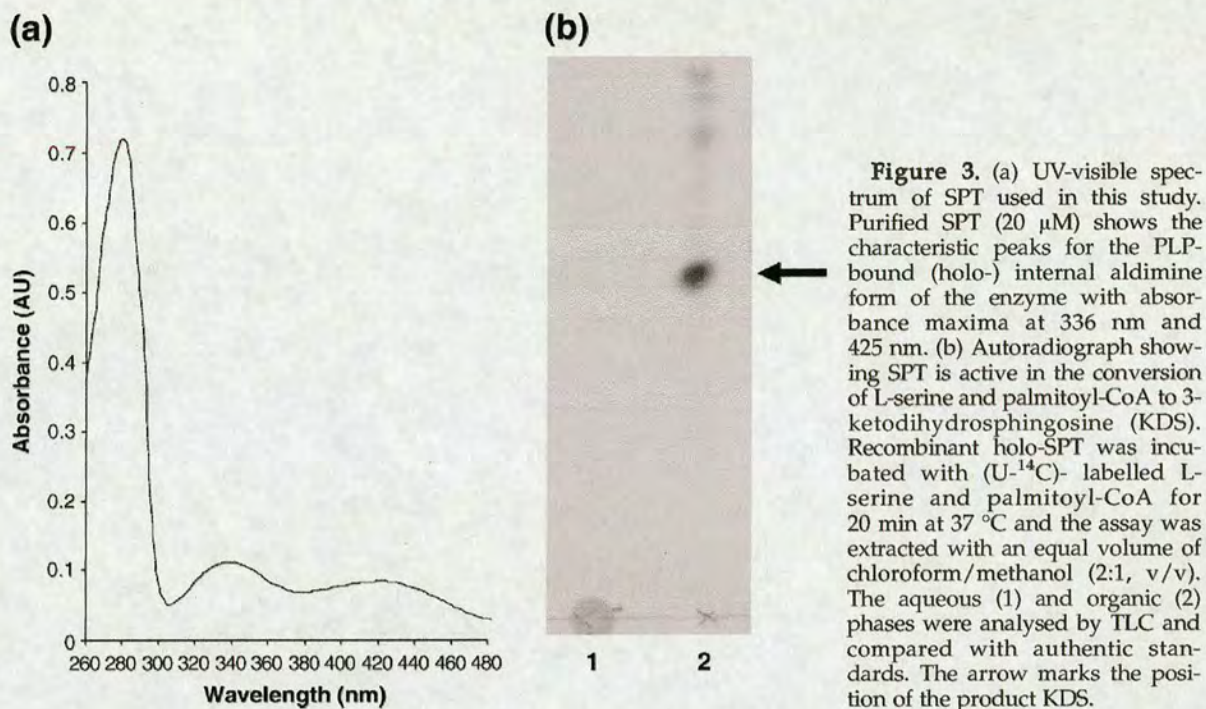 (a)
0.8
0.7
0.6
0.5
0.4
0.3
0.2
0.1
0
Absorbance (AU)
260 280 300 320 340 360 380 400 420 440 460 480
Wavelength (nm)
(b)
1 2
Figure 3. (a) UV-visible spec-
trum of SPT used in this study.
Purified SPT (20 μM) shows the
characteristic peaks for the PLP-
bound (holo-) internal aldimine
form of the enzyme with absor-
bance maxima at 336 nm and
425 nm. (b) Autoradiograph show-
ing SPT is active in the conversion
of L-serine and palmitoyl-CoA to 3-
ketodihydrosphingosine (KDS).
Recombinant holo-SPT was incu-
bated with (U-¹⁴C)- labelled L-
serine and palmitoyl-CoA for
20 min at 37 °C and the assay was
extracted with an equal volume of
chloroform/methanol (2:1, v/v).
The aqueous (1) and organic (2)
phases were analysed by TLC and
compared with authentic stan-
dards. The arrow marks the posi-
tion of the product KDS.